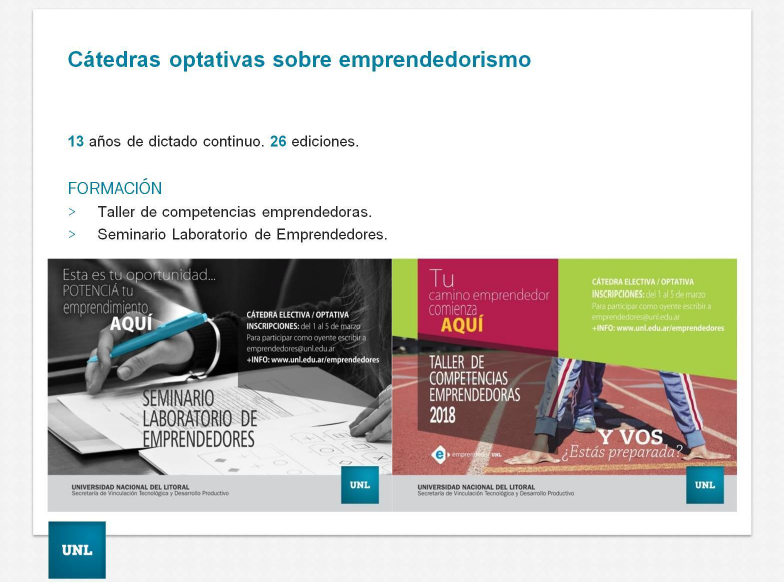 Cátedras optativas sobre emprendedorismo
13 años de dictado continuo. 26 ediciones.
FORMACIÓN
> Taller de competencias emprendedoras.
> Seminario Laboratorio de Emprendedores.
Esta es tu oportunidad...
POTENCIÁ tu
emprendimiento
AQUÍ
CÁTEDRA ELECTIVA / OPTATIVA
INSCRIPCIONES: del 1 al 5 de marzo
Para participar como oyente escribir a
emprendedores@unl.edu.ar
+INFO: www.unl.edu.ar/emprendedores
SEMINARIO
LABORATORIO DE
EMPRENDEDORES
UNIVERSIDAD NACIONAL DEL LITORAL
Secretaría de Vinculación Tecnológica y Desarrollo Productivo
UNL
Tu
camino emprendedor
comienza
AQUÍ
CÁTEDRA ELECTIVA / OPTATIVA
INSCRIPCIONES: del 1 al 5 de marzo
Para participar como oyente escribir a
emprendedores@unl.edu.ar
+INFO: www.unl.edu.ar/emprendedores
TALLER DE
COMPETENCIAS
EMPRENDEDORAS
2018
e emprendedor UNL
Y VOS
¿Estás preparada?
UNIVERSIDAD NACIONAL DEL LITORAL
Secretaría de Vinculación Tecnológica y Desarrollo Productivo
UNL
UNL